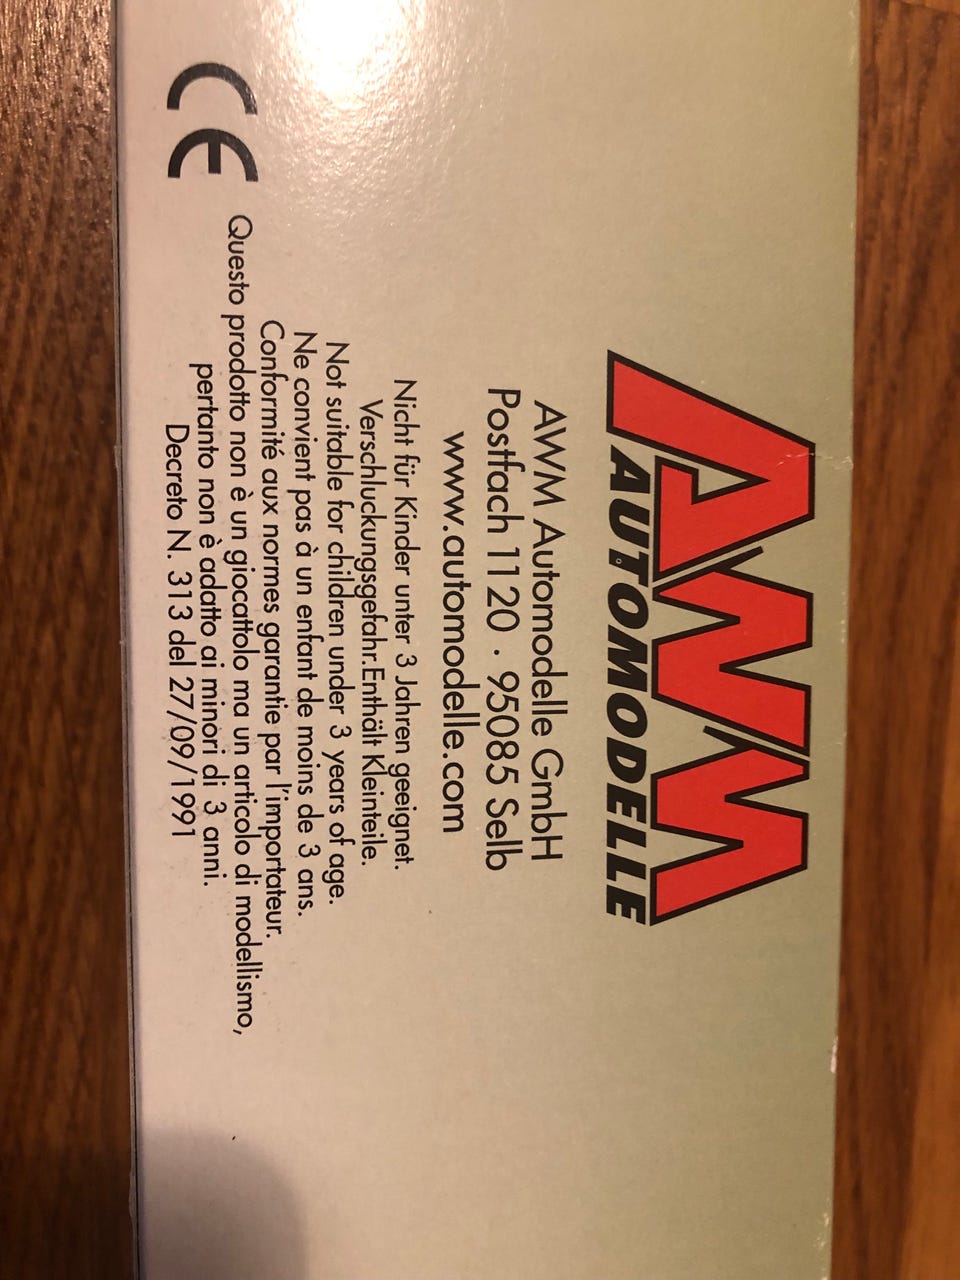 AWM
AUTOMODELLE
AWM Automodelle GmbH
Postfach 11 20 · 95085 Selb
www.automodelle.com
Nicht für Kinder unter 3 Jahren geeignet.
Verschluckungsgefahr.Enthält Kleinteile.
Not suitable for children under 3 years of age.
Ne convient pas à un enfant de moins de 3 ans.
Conformité aux normes garantie par l'importateur.
Questo prodotto non è un giocattolo ma un articolo di modellismo,
pertanto non è adatto ai minori di 3 anni.
Decreto N. 313 del 27/09/1991
CE